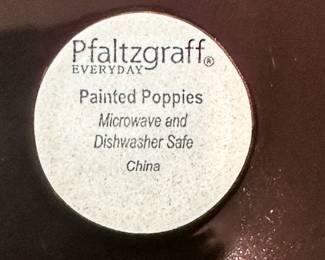 Pfaltzgraff®
EVERYDAY
Painted Poppies
Microwave and
Dishwasher Safe
China